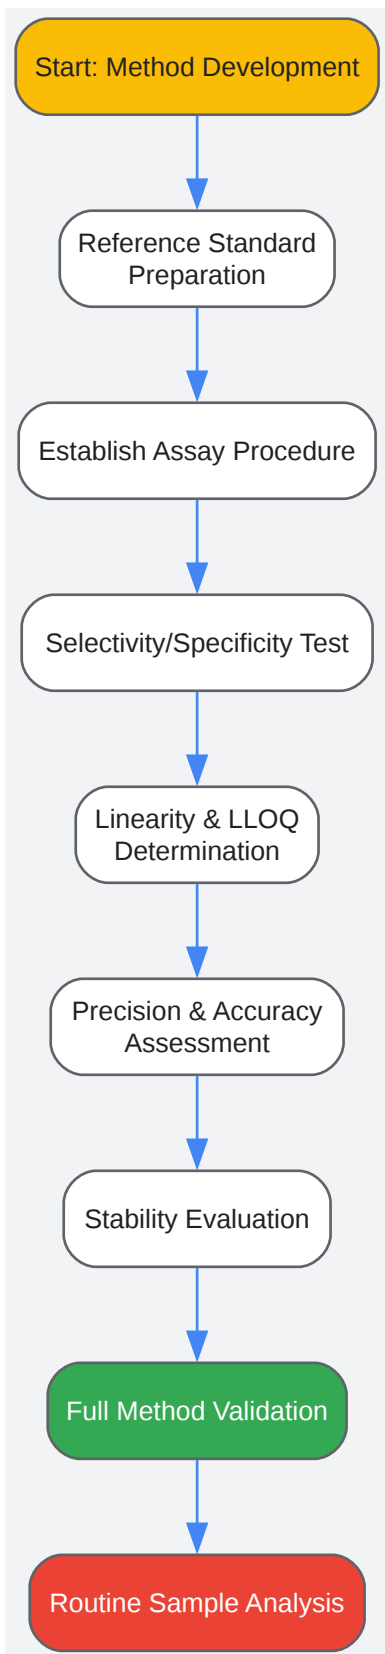 Start: Method Development
Reference Standard
Preparation
Establish Assay Procedure
Selectivity/Specificity Test
Linearity & LLOQ
Determination
Precision & Accuracy
Assessment
Stability Evaluation
Full Method Validation
Routine Sample Analysis